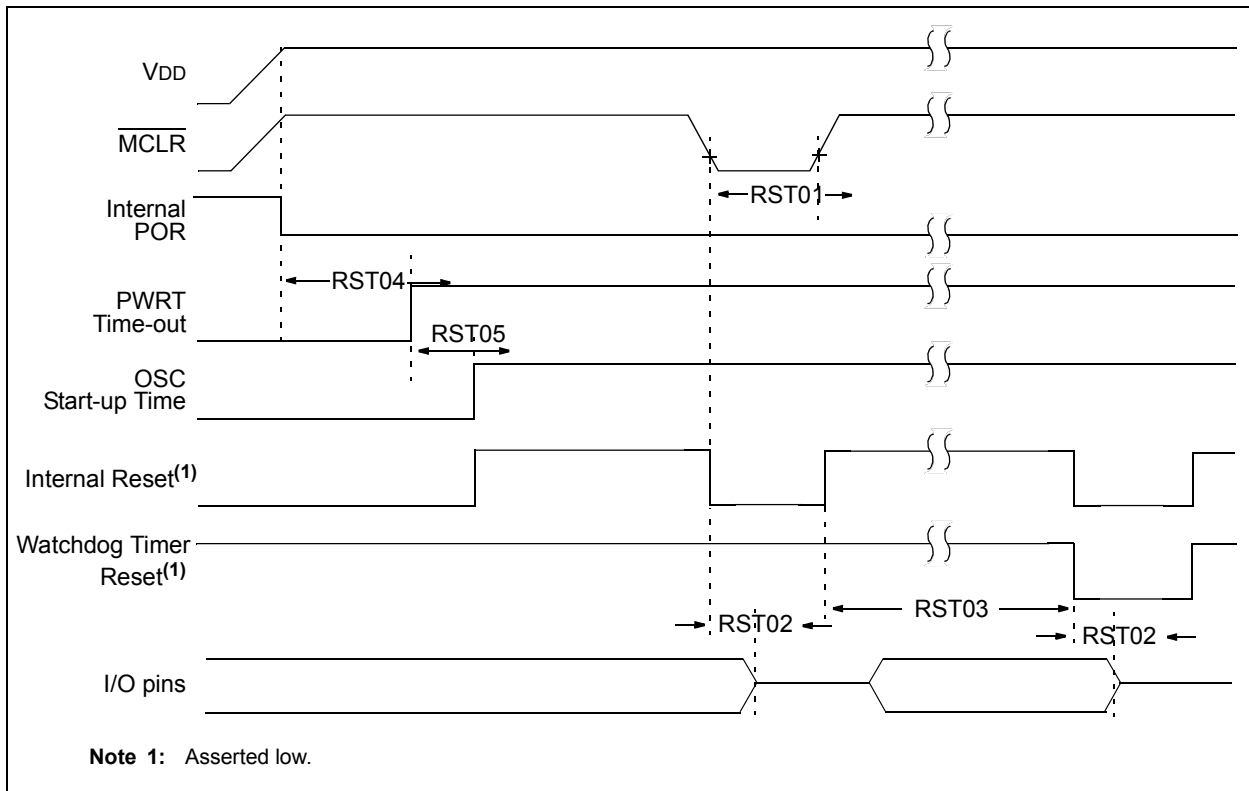 VDD
MCLR
RST01
Internal
POR
RST04
PWRT
Time-out
RST05
OSC
Start-up Time
Internal Reset(1)
Watchdog Timer
Reset(1)
RST03
RST02
RST02
I/O pins
Note 1: Asserted low.